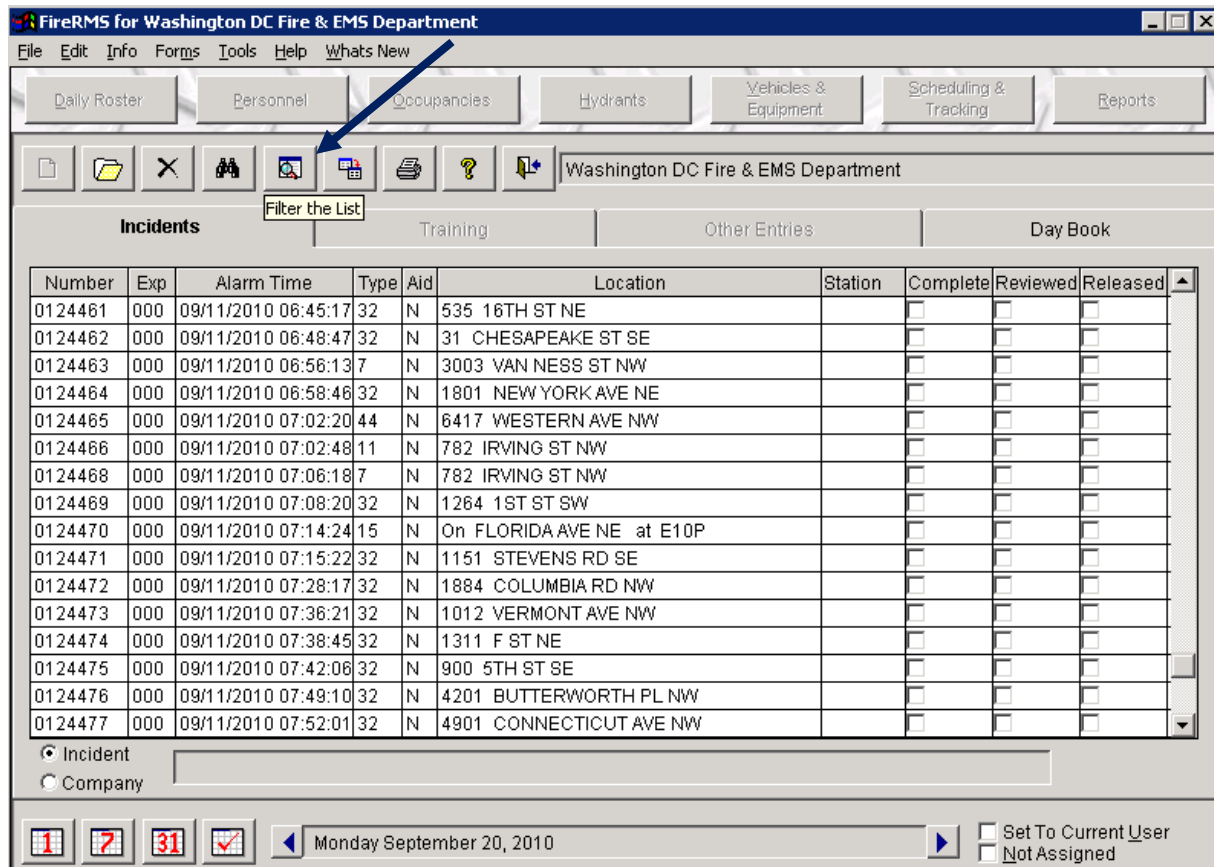 FireRMS for Washington DC Fire & EMS Department
File Edit Info Forms Tools Help Whats New
Daily Roster Personnel Occupancies Hydrants Vehicles & Equipment Scheduling & Tracking Reports
Washington DC Fire & EMS Department
Filter the List
Incidents Training Other Entries Day Book
Number Exp Alarm Time Type Aid Location Station Complete Reviewed Released
0124461 000 09/11/2010 06:45:17 32 N 535 16TH ST NE
0124462 000 09/11/2010 06:48:47 32 N 31 CHESAPEAKE ST SE
0124463 000 09/11/2010 06:56:13 7 N 3003 VAN NESS ST NW
0124464 000 09/11/2010 06:58:46 32 N 1801 NEW YORK AVE NE
0124465 000 09/11/2010 07:02:20 44 N 6417 WESTERN AVE NW
0124466 000 09/11/2010 07:02:48 11 N 782 IRVING ST NW
0124468 000 09/11/2010 07:06:18 7 N 782 IRVING ST NW
0124469 000 09/11/2010 07:08:20 32 N 1264 1ST ST SW
0124470 000 09/11/2010 07:14:24 15 N On FLORIDA AVE NE at E10P
0124471 000 09/11/2010 07:15:22 32 N 1151 STEVENS RD SE
0124472 000 09/11/2010 07:28:17 32 N 1884 COLUMBIA RD NW
0124473 000 09/11/2010 07:36:21 32 N 1012 VERMONT AVE NW
0124474 000 09/11/2010 07:38:45 32 N 1311 F ST NE
0124475 000 09/11/2010 07:42:06 32 N 900 5TH ST SE
0124476 000 09/11/2010 07:49:10 32 N 4201 BUTTERWORTH PL NW
0124477 000 09/11/2010 07:52:01 32 N 4901 CONNECTICUT AVE NW
Incident
Company
1 7 31 Monday September 20, 2010 Set To Current User
Not Assigned